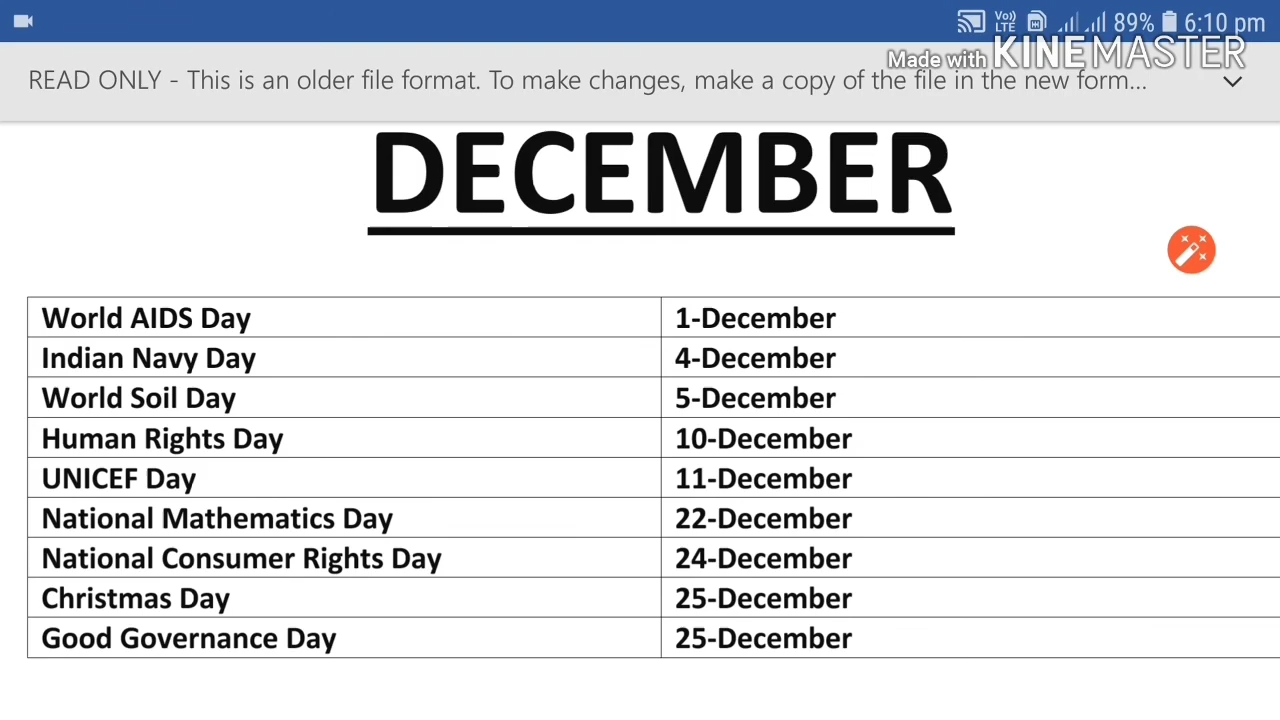 Vo)) LTE 89% 6:10 pm
Made with KINEMASTER
READ ONLY - This is an older file format. To make changes, make a copy of the file in the new form...
DECEMBER
World AIDS Day 1-December
Indian Navy Day 4-December
World Soil Day 5-December
Human Rights Day 10-December
UNICEF Day 11-December
National Mathematics Day 22-December
National Consumer Rights Day 24-December
Christmas Day 25-December
Good Governance Day 25-December